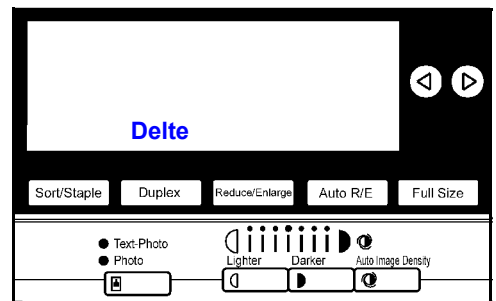 Delte
Sort/Staple Duplex Reduce/Enlarge Auto R/E Full Size
Text-Photo
Photo
Lighter Darker Auto Image Density